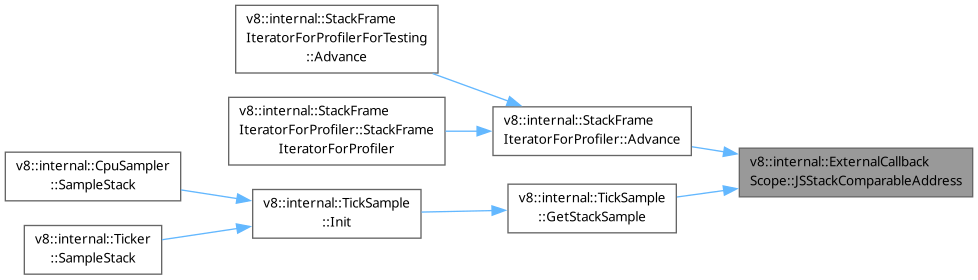 v8::internal::StackFrame
IteratorForProfilerForTesting
::Advance
v8::internal::StackFrame
IteratorForProfiler::StackFrame
IteratorForProfiler
v8::internal::StackFrame
IteratorForProfiler::Advance
v8::internal::ExternalCallback
Scope::JSStackComparableAddress
v8::internal::CpuSampler
::SampleStack
v8::internal::TickSample
::Init
v8::internal::TickSample
::GetStackSample
v8::internal::Ticker
::SampleStack